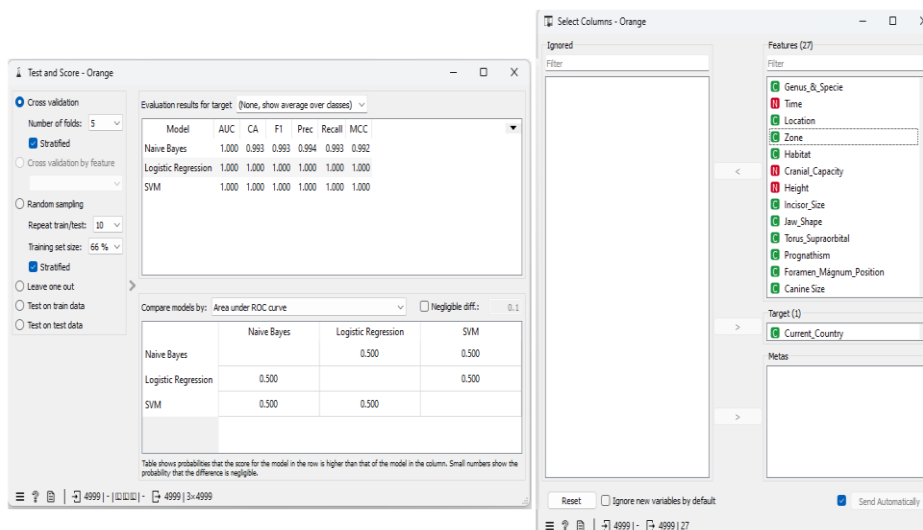 Test and Score - Orange
Cross validation
Number of folds: 5
Stratified
Cross validation by feature
Random sampling
Repeat train/test: 10
Training set size: 66 %
Stratified
Leave one out
Test on train data
Test on test data
Evaluation results for target (None, show average over classes)
Model AUC CA F1 Prec Recall MCC
Naive Bayes 1.000 0.993 0.993 0.994 0.993 0.992
Logistic Regression 1.000 1.000 1.000 1.000 1.000 1.000
SVM 1.000 1.000 1.000 1.000 1.000 1.000
Compare models by: Area under ROC curve
Negligible diff.: 0.1
Naive Bayes Logistic Regression SVM
Naive Bayes 0.500 0.500
Logistic Regression 0.500 0.500
SVM 0.500 0.500
Table shows probabilities that the score for the model in the row is higher than that of the model in the column. Small numbers show the
probability that the difference is negligible.
4999 | - | - 4999 | 3×4999
Select Columns - Orange
Ignored
Filter
Features (27)
Filter
C Genus_&_Specie
N Time
C Location
C Zone
C Habitat
N Cranial_Capacity
N Height
C Incisor_Size
C Jaw_Shape
C Torus_Supraorbital
C Prognathism
C Foramen_Mágnum_Position
C Canine Size
<
>
Target (1)
C Current_Country
Metas
>
Reset
Ignore new variables by default
Send Automatically
4999 | - 4999 | 27